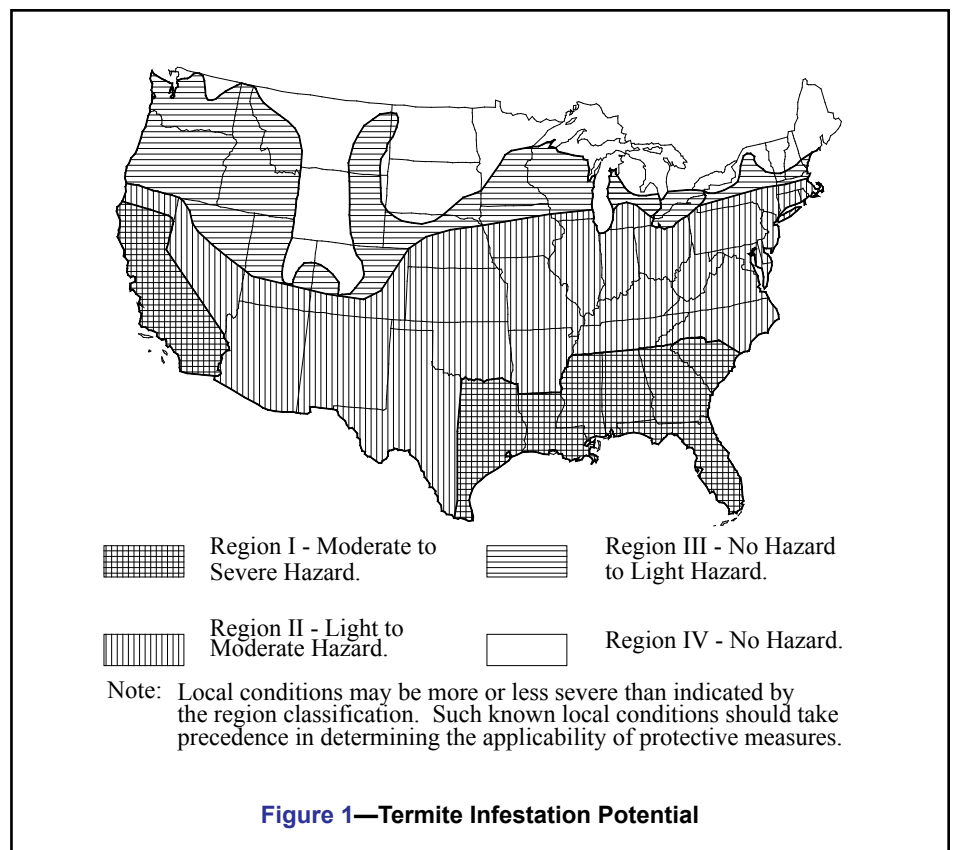 Region I - Moderate to
Severe Hazard.
Region III - No Hazard
to Light Hazard.
Region II - Light to
Moderate Hazard.
Region IV - No Hazard.
Note: Local conditions may be more or less severe than indicated by
the region classification. Such known local conditions should take
precedence in determining the applicability of protective measures.
Figure 1—Termite Infestation Potential